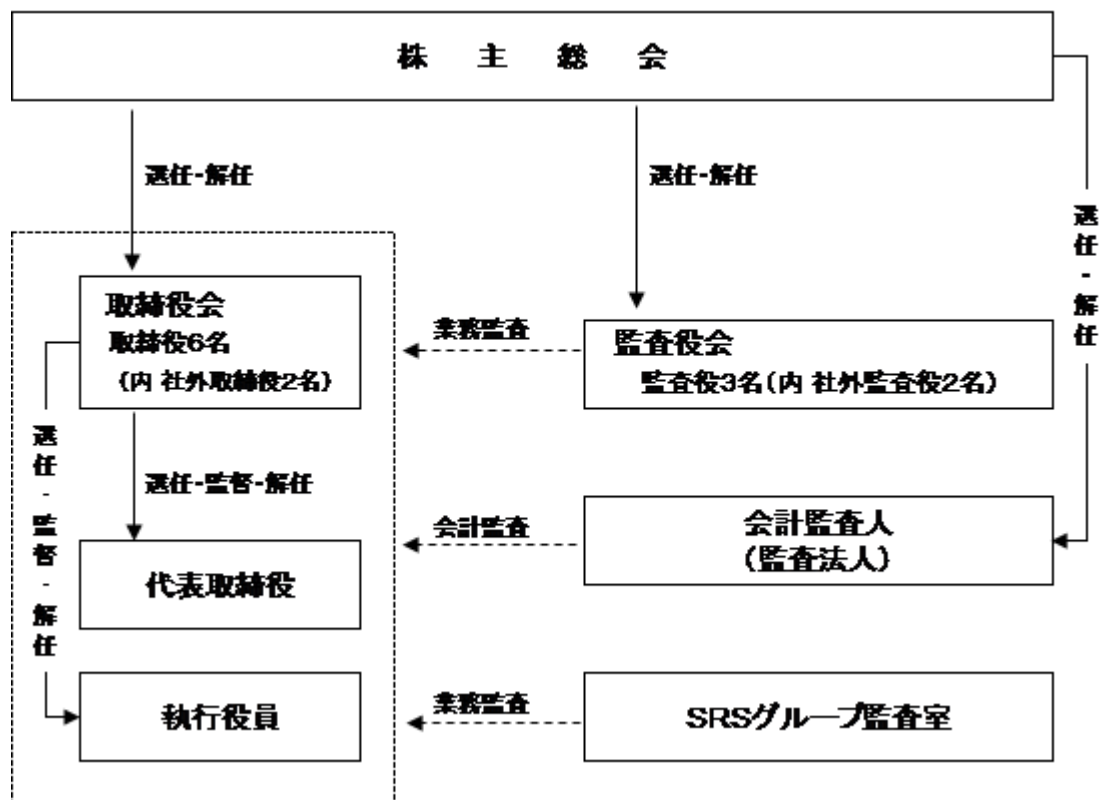 株 主 総 会
選任-解任
選任-解任
選任-解任
取締役会
取締役6名
(内 社外取締役2名)
業務監査
監査役会
監査役3名(内 社外監査役2名)
選任-監督-解任
選任-監督-解任
会計監査
会計監査人
(監査法人)
代表取締役
執行役員
業務監査
SRSグループ監査室